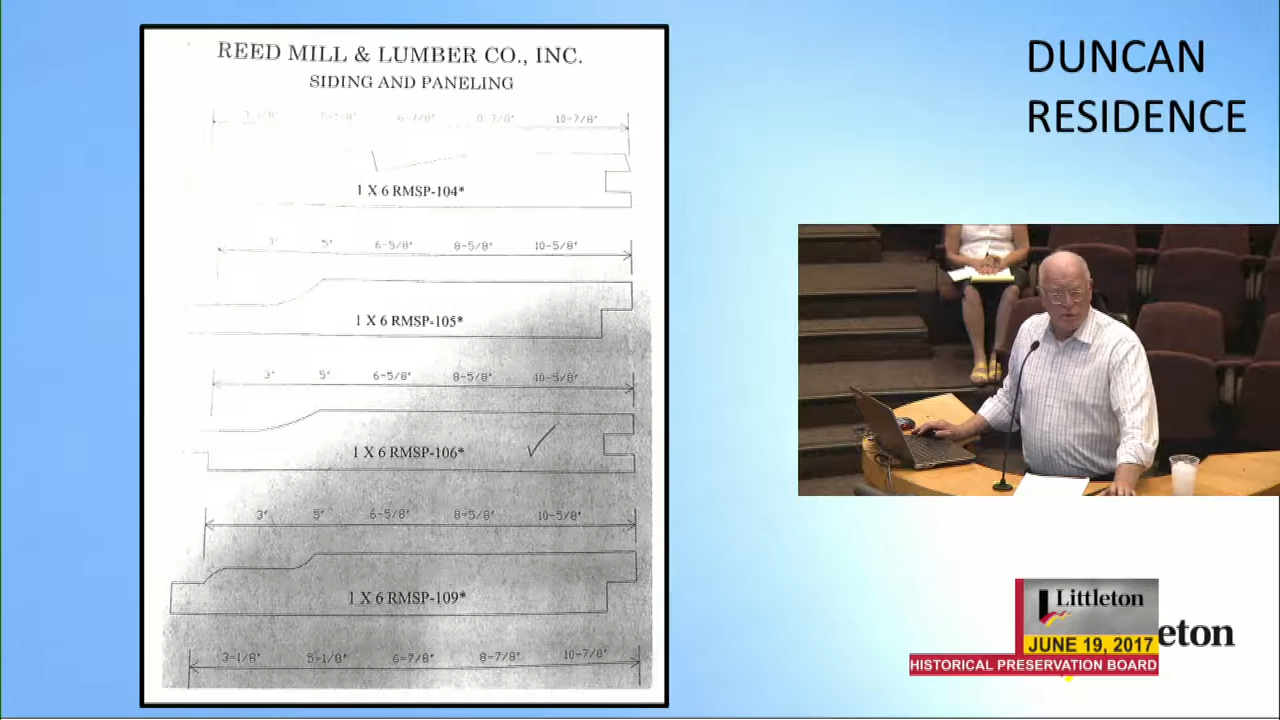 REED MILL & LUMBER CO., INC.
SIDING AND PANELING
3-1/8" 5-1/8" 6-7/8" 8-7/8" 10-7/8"
1 X 6 RMSP-104*
3" 5" 6-5/8" 8-5/8" 10-5/8"
1 X 6 RMSP-105*
3" 5" 6-5/8" 8-5/8" 10-5/8"
1 X 6 RMSP-106*
3" 5" 6-5/8" 8-5/8" 10-5/8"
1 X 6 RMSP-109*
3-1/8" 5-1/8" 6-7/8" 8-7/8" 10-7/8"
DUNCAN
RESIDENCE
Littleton
JUNE 19, 2017
eton
HISTORICAL PRESERVATION BOARD